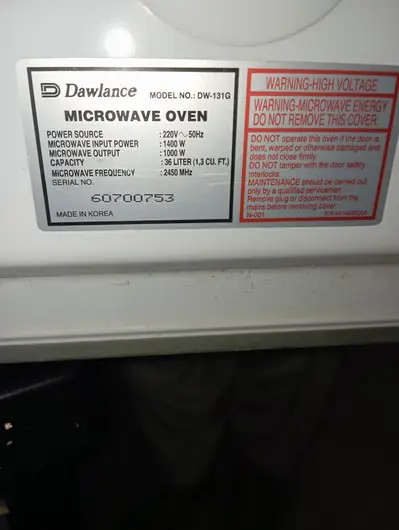 Dawlance MODEL NO.: DW-131G
MICROWAVE OVEN
POWER SOURCE : 220V ~ 50Hz
MICROWAVE INPUT POWER : 1400 W
MICROWAVE OUTPUT : 1000 W
CAPACITY : 36 LITER (1,3 CU. FT.)
MICROWAVE FREQUENCY : 2450 MHz
SERIAL NO.
60700753
MADE IN KOREA
WARNING-HIGH VOLTAGE
WARNING-MICROWAVE ENERGY
DO NOT REMOVE THIS COVER
DO NOT operate this oven if the door is
bent, warped or otherwise damaged and
does not close firmly.
DO NOT tamper with the door saftey
interlocks.
MAINTENANCE should be carried out
only by a qualified servicemen
Remove plug or disconnect from the
mains before removing cover.
N-001